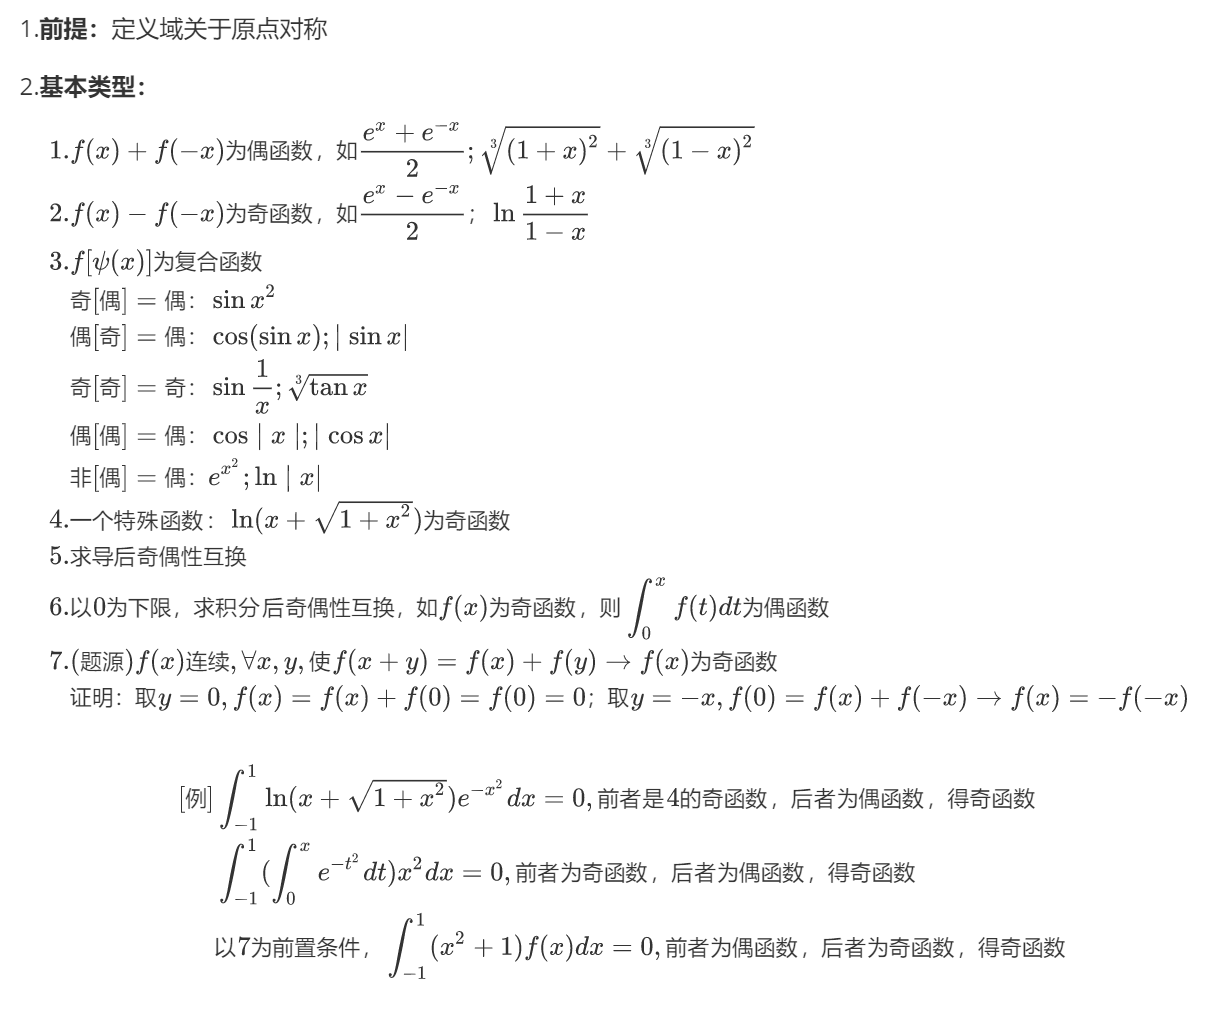 1.前提：定义域关于原点对称
2.基本类型：
1.f(x) + f(−x)为偶函数，如\frac{e^x + e^{−x}}{2}; \sqrt[3]{(1 + x)^2} + \sqrt[3]{(1 − x)^2}
2.f(x) − f(−x)为奇函数，如\frac{e^x − e^{−x}}{2}；ln \frac{1 + x}{1 − x}
3.f[ψ(x)]为复合函数
奇[偶] = 偶：sin x^2
偶[奇] = 偶：cos(sin x); | sin x|
奇[奇] = 奇：sin \frac{1}{x}; \sqrt[3]{tan x}
偶[偶] = 偶：cos | x |; | cos x|
非[偶] = 偶：e^{x^2}; ln | x|
4.一个特殊函数：ln(x + \sqrt{1 + x^2})为奇函数
5.求导后奇偶性互换
6.以0为下限，求积分后奇偶性互换，如f(x)为奇函数，则 \int_0^x f(t)dt为偶函数
7.(题源)f(x)连续, ∀x, y, 使f(x + y) = f(x) + f(y) → f(x)为奇函数
证明：取y = 0, f(x) = f(x) + f(0) = f(0) = 0；取y = −x, f(0) = f(x) + f(−x) → f(x) = −f(−x)
[例] \int_{−1}^1 ln(x + \sqrt{1 + x^2})e^{−x^2} dx = 0, 前者是4的奇函数，后者为偶函数，得奇函数
\int_{−1}^1 (\int_0^x e^{−t^2} dt)x^2 dx = 0, 前者为奇函数，后者为偶函数，得奇函数
以7为前置条件，\int_{−1}^1 (x^2 + 1)f(x)dx = 0, 前者为偶函数，后者为奇函数，得奇函数